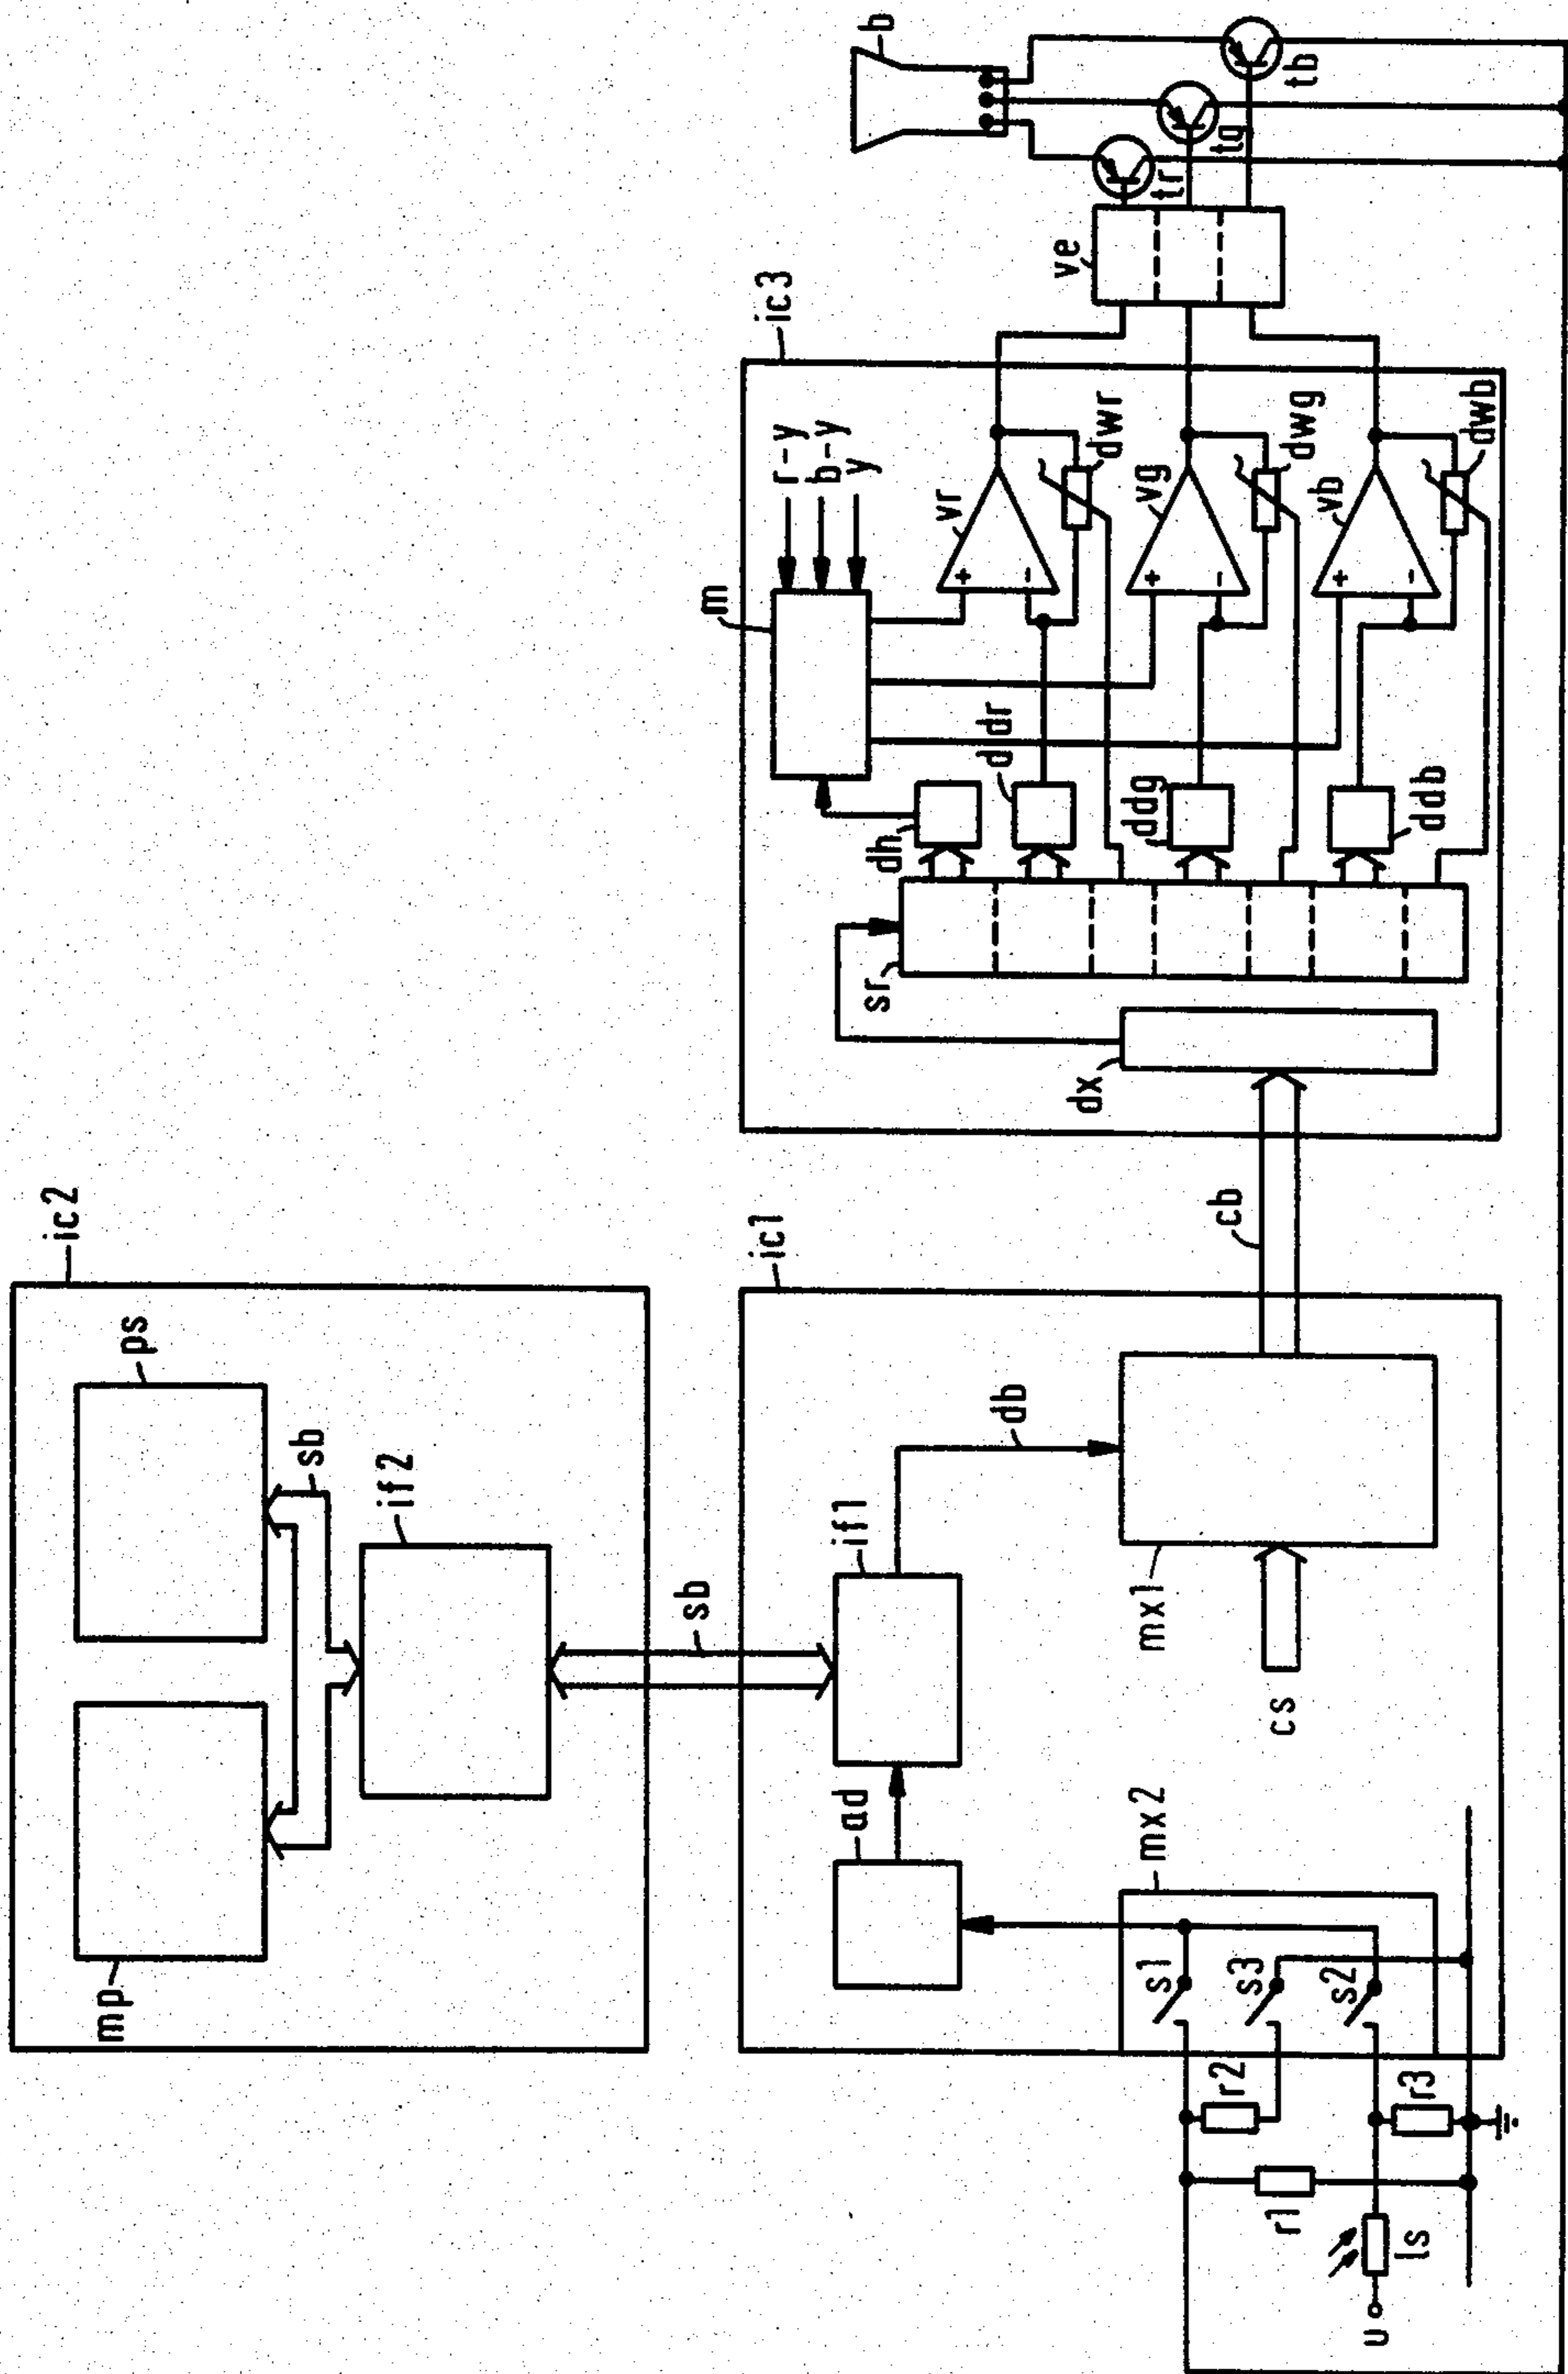 ic2
mp
ps
sb
if2
sb
ic1
ad
if1
db
mx2
s1
s3
s2
cs
mx1
cb
r2
r3
r1
ls
u
ic3
m
r-y
b-y
y
dh
ddr
ddg
ddb
sr
dx
vr
+
-
dwr
vg
+
-
dwg
vb
+
-
dwb
ve
tr
tg
tb
b